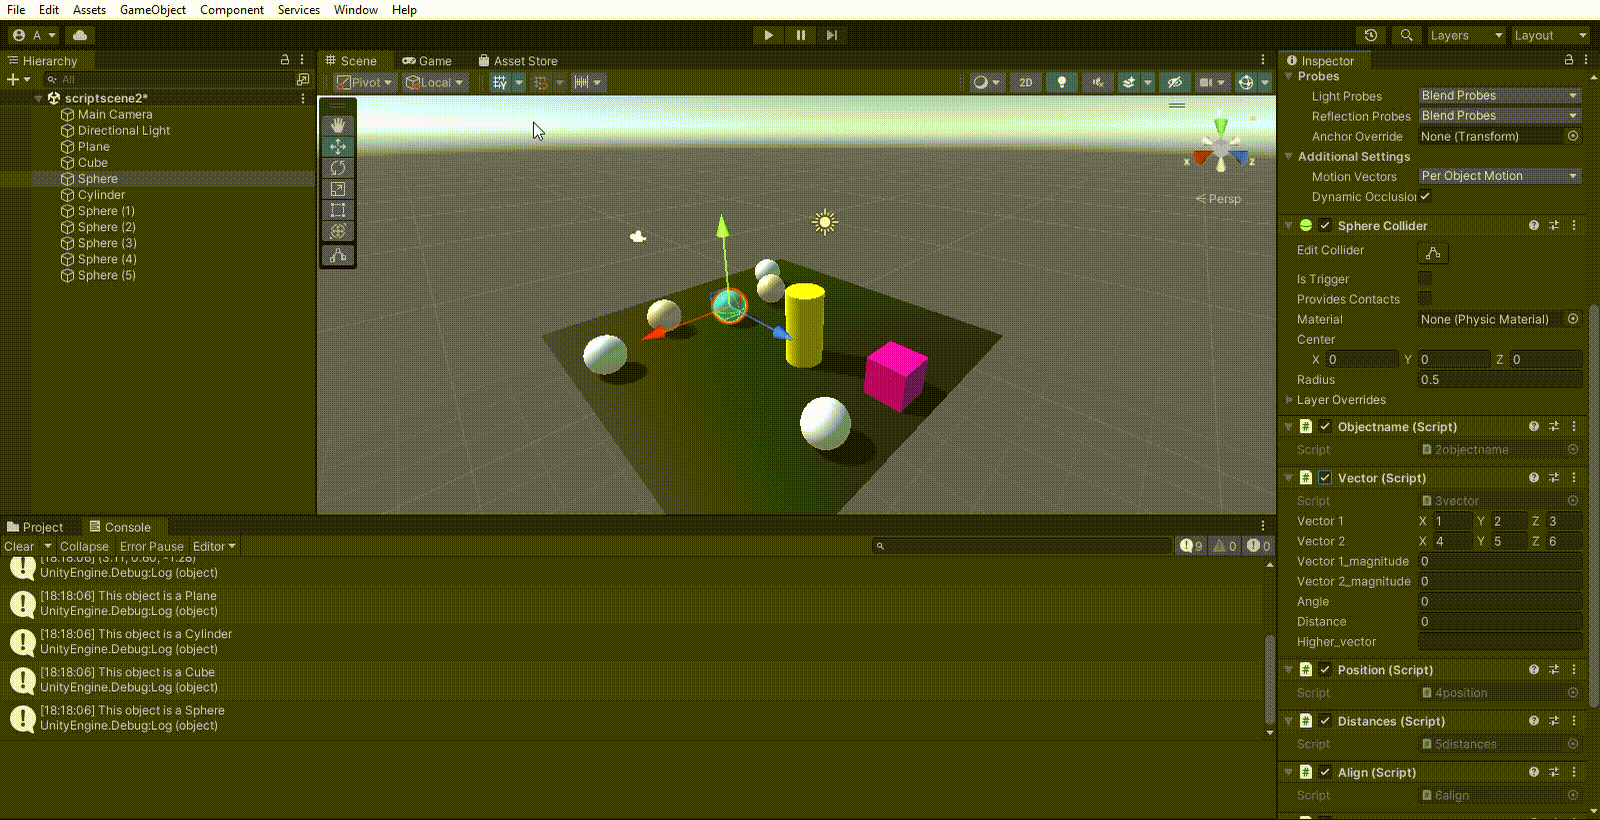 File Edit Assets GameObject Component Services Window Help
A Layers Layout
Hierarchy
All
scriptscene2*
Main Camera
Directional Light
Plane
Cube
Sphere
Cylinder
Sphere (1)
Sphere (2)
Sphere (3)
Sphere (4)
Sphere (5)
Scene Game Asset Store
Pivot Local 2D
x z
Persp
Inspector
Probes
Light Probes Blend Probes
Reflection Probes Blend Probes
Anchor Override None (Transform)
Additional Settings
Motion Vectors Per Object Motion
Dynamic Occlusion
Sphere Collider
Edit Collider
Is Trigger
Provides Contacts
Material None (Physic Material)
Center
X 0 Y 0 Z 0
Radius 0.5
Layer Overrides
# Objectname (Script)
Script 2objectname
# Vector (Script)
Script 3vector
Vector 1 X 1 Y 2 Z 3
Vector 2 X 4 Y 5 Z 6
Vector 1_magnitude 0
Vector 2_magnitude 0
Angle 0
Distance 0
Higher_vector
# Position (Script)
Script 4position
# Distances (Script)
Script 5distances
# Align (Script)
Script 6align
Project Console
Clear Collapse Error Pause Editor 9 0 0
[18:18:06] (3.11, 0.60, -1.28)
UnityEngine.Debug:Log (object)
[18:18:06] This object is a Plane
UnityEngine.Debug:Log (object)
[18:18:06] This object is a Cylinder
UnityEngine.Debug:Log (object)
[18:18:06] This object is a Cube
UnityEngine.Debug:Log (object)
[18:18:06] This object is a Sphere
UnityEngine.Debug:Log (object)